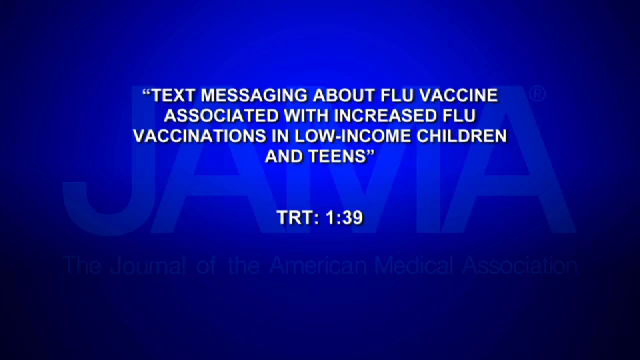 “TEXT MESSAGING ABOUT FLU VACCINE
ASSOCIATED WITH INCREASED FLU
VACCINATIONS IN LOW-INCOME CHILDREN
AND TEENS”
TRT: 1:39
JAMA®
The Journal of the American Medical Association